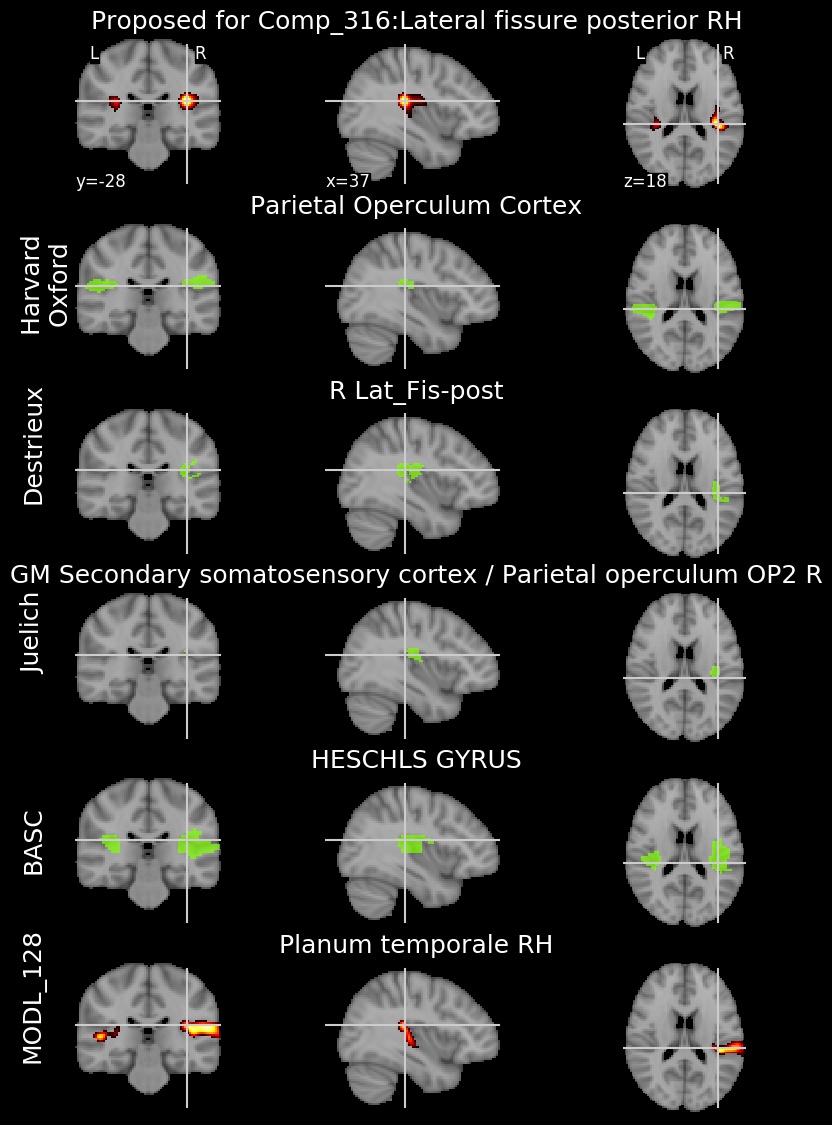 Proposed for Comp_316:Lateral fissure posterior RH
L R L R
y=-28 x=37 z=18
Parietal Operculum Cortex
Harvard
Oxford
R Lat_Fis-post
Destrieux
GM Secondary somatosensory cortex / Parietal operculum OP2 R
Juelich
HESCHLS GYRUS
BASC
Planum temporale RH
MODL_128